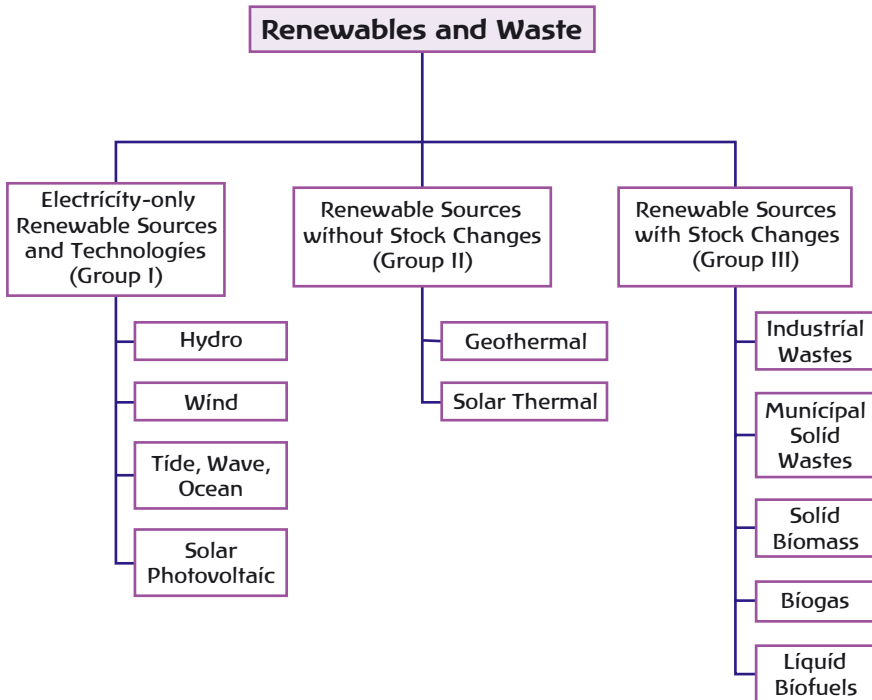 Renewables and Waste
Electricity-only
Renewable Sources
and Technologies
(Group I)
Hydro
Wind
Tide, Wave,
Ocean
Solar
Photovoltaic
Renewable Sources
without Stock Changes
(Group II)
Geothermal
Solar Thermal
Renewable Sources
with Stock Changes
(Group III)
Industrial
Wastes
Municipal
Solid
Wastes
Solid
Biomass
Biogas
Liquid
Biofuels